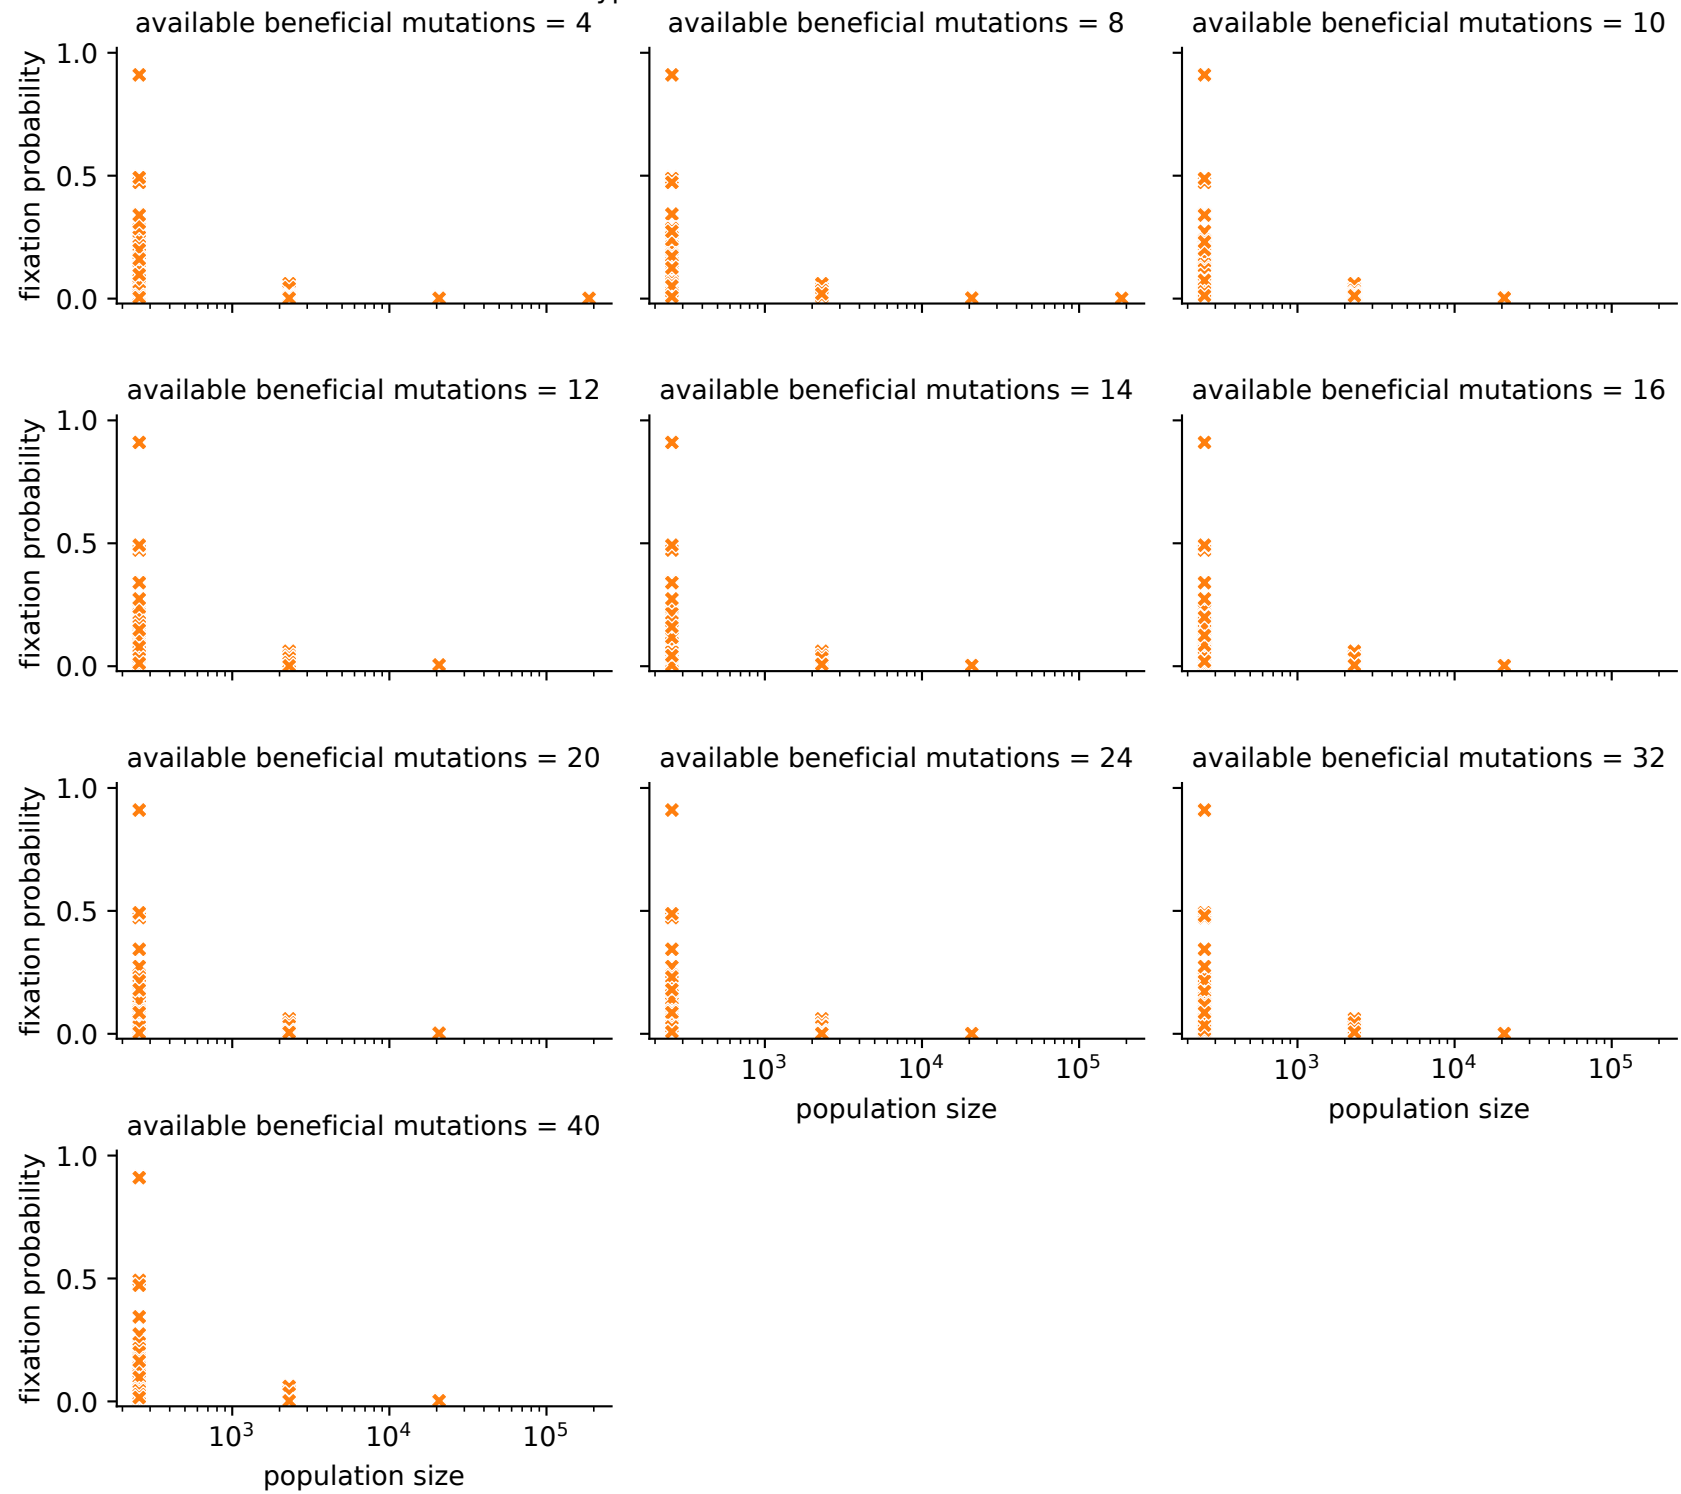 available beneficial mutations = 4
available beneficial mutations = 8
available beneficial mutations = 10
fixation probability
1.0
0.5
0.0
available beneficial mutations = 12
available beneficial mutations = 14
available beneficial mutations = 16
fixation probability
1.0
0.5
0.0
available beneficial mutations = 20
available beneficial mutations = 24
available beneficial mutations = 32
fixation probability
1.0
0.5
0.0
10³ 10⁴ 10⁵
population size
10³ 10⁴ 10⁵
population size
available beneficial mutations = 40
fixation probability
1.0
0.5
0.0
10³ 10⁴ 10⁵
population size